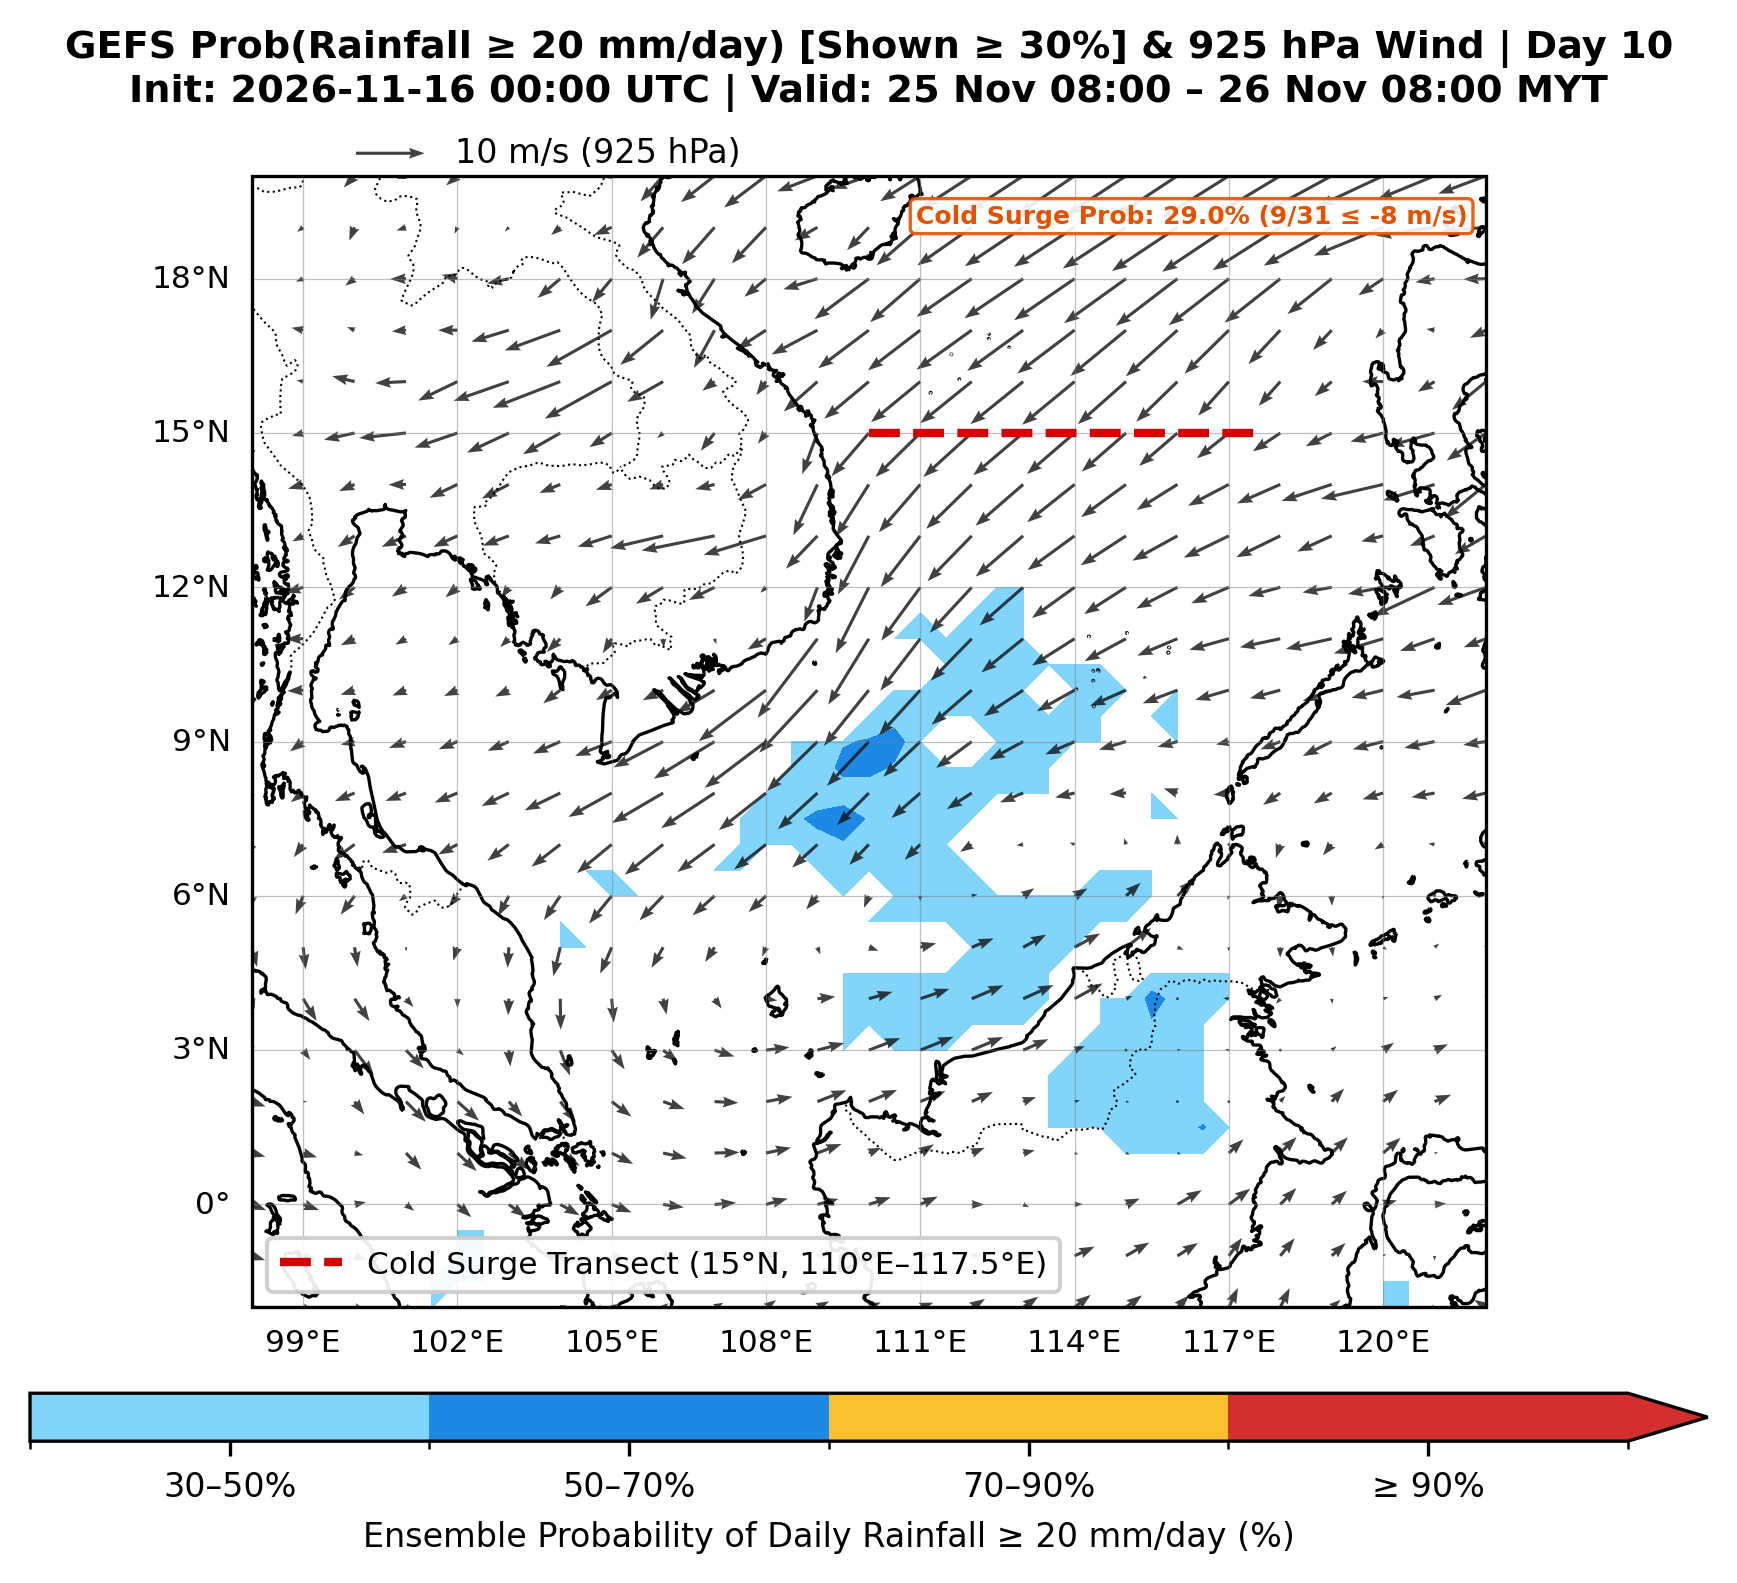 GEFS Prob(Rainfall ≥ 20 mm/day) [Shown ≥ 30%] & 925 hPa Wind | Day 10
Init: 2026-11-16 00:00 UTC | Valid: 25 Nov 08:00 – 26 Nov 08:00 MYT
10 m/s (925 hPa)
Cold Surge Prob: 29.0% (9/31 ≤ -8 m/s)
18°N
15°N
12°N
9°N
6°N
3°N
0°
Cold Surge Transect (15°N, 110°E–117.5°E)
99°E 102°E 105°E 108°E 111°E 114°E 117°E 120°E
30–50% 50–70% 70–90% ≥ 90%
Ensemble Probability of Daily Rainfall ≥ 20 mm/day (%)